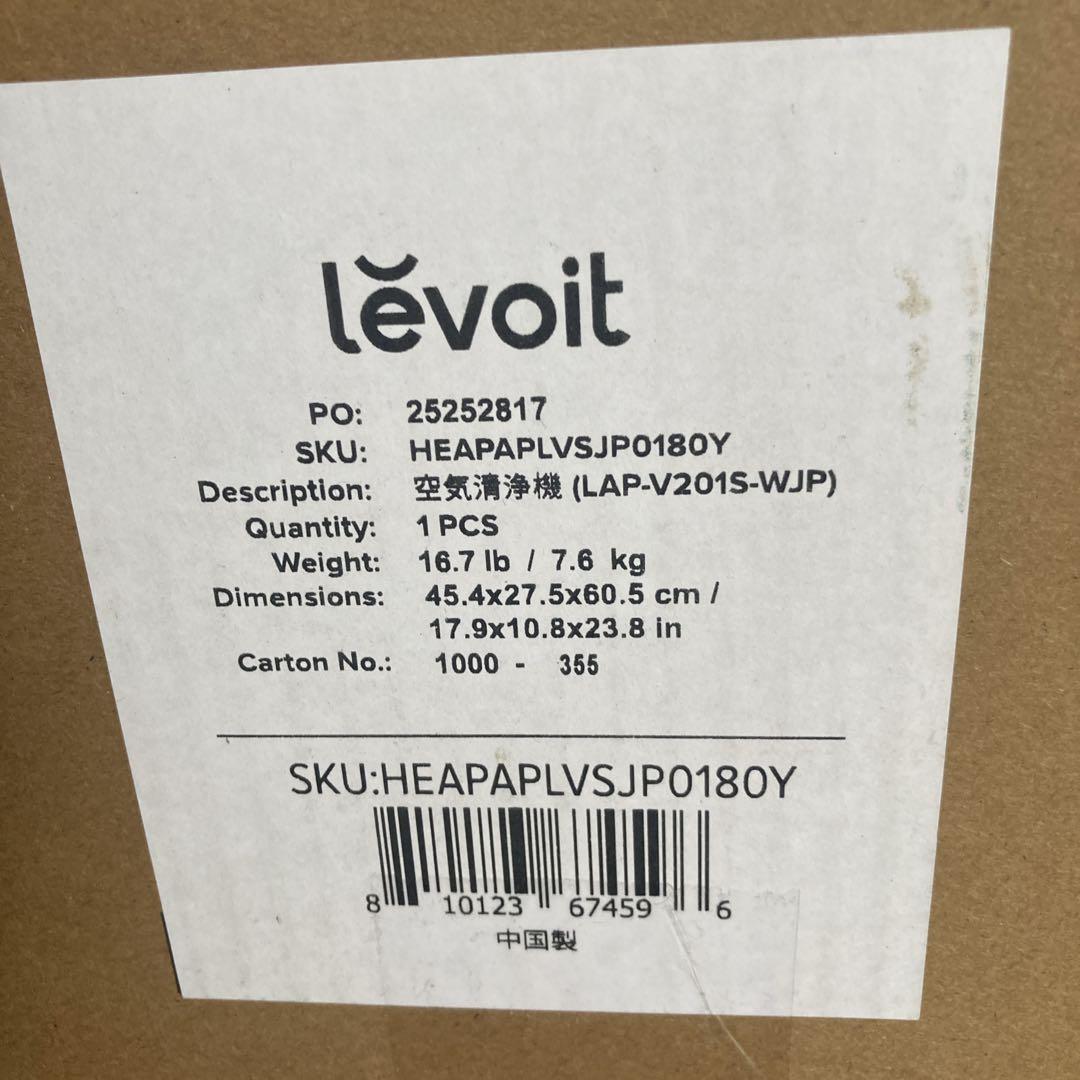 lĕvoit
PO: 25252817
SKU: HEAPAPLVSJP0180Y
Description: 空気清浄機 (LAP-V201S-WJP)
Quantity: 1 PCS
Weight: 16.7 lb / 7.6 kg
Dimensions: 45.4x27.5x60.5 cm /
17.9x10.8x23.8 in
Carton No.: 1000 - 355
SKU:HEAPAPLVSJP0180Y
8 10123 67459 6
中国製